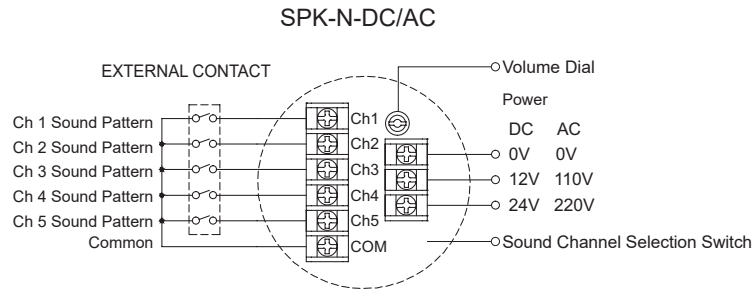 SPK-N-DC/AC
EXTERNAL CONTACT
Volume Dial
Power
DC AC
0V 0V
12V 110V
24V 220V
Sound Channel Selection Switch
Ch 1 Sound Pattern
Ch 2 Sound Pattern
Ch 3 Sound Pattern
Ch 4 Sound Pattern
Ch 5 Sound Pattern
Common
Ch1
Ch2
Ch3
Ch4
Ch5
COM